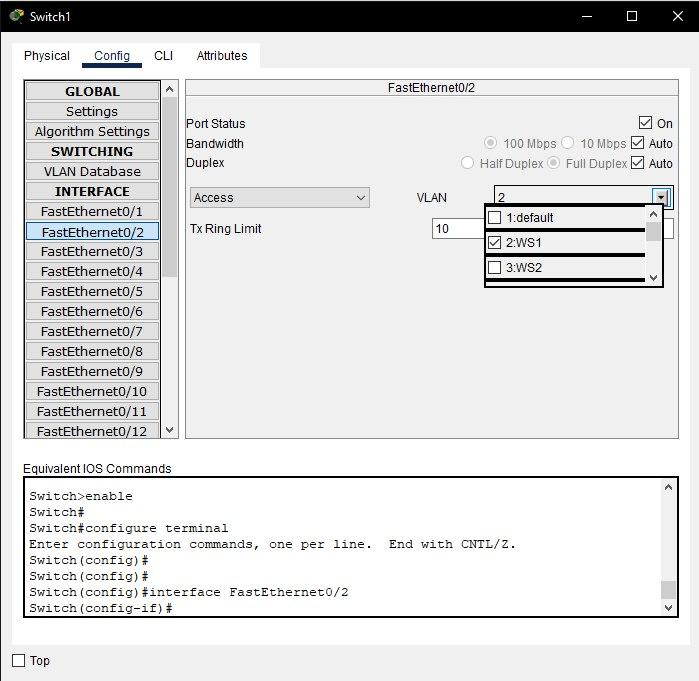 Switch1
Physical Config CLI Attributes
GLOBAL
Settings
Algorithm Settings
SWITCHING
VLAN Database
INTERFACE
FastEthernet0/1
FastEthernet0/2
FastEthernet0/3
FastEthernet0/4
FastEthernet0/5
FastEthernet0/6
FastEthernet0/7
FastEthernet0/8
FastEthernet0/9
FastEthernet0/10
FastEthernet0/11
FastEthernet0/12
FastEthernet0/2
Port Status On
Bandwidth 100 Mbps 10 Mbps Auto
Duplex Half Duplex Full Duplex Auto
Access VLAN 2
1:default
2:WS1
3:WS2
Tx Ring Limit 10
Equivalent IOS Commands
Switch>enable
Switch#
Switch#configure terminal
Enter configuration commands, one per line. End with CNTL/Z.
Switch(config)#
Switch(config)#
Switch(config)#interface FastEthernet0/2
Switch(config-if)#
Top